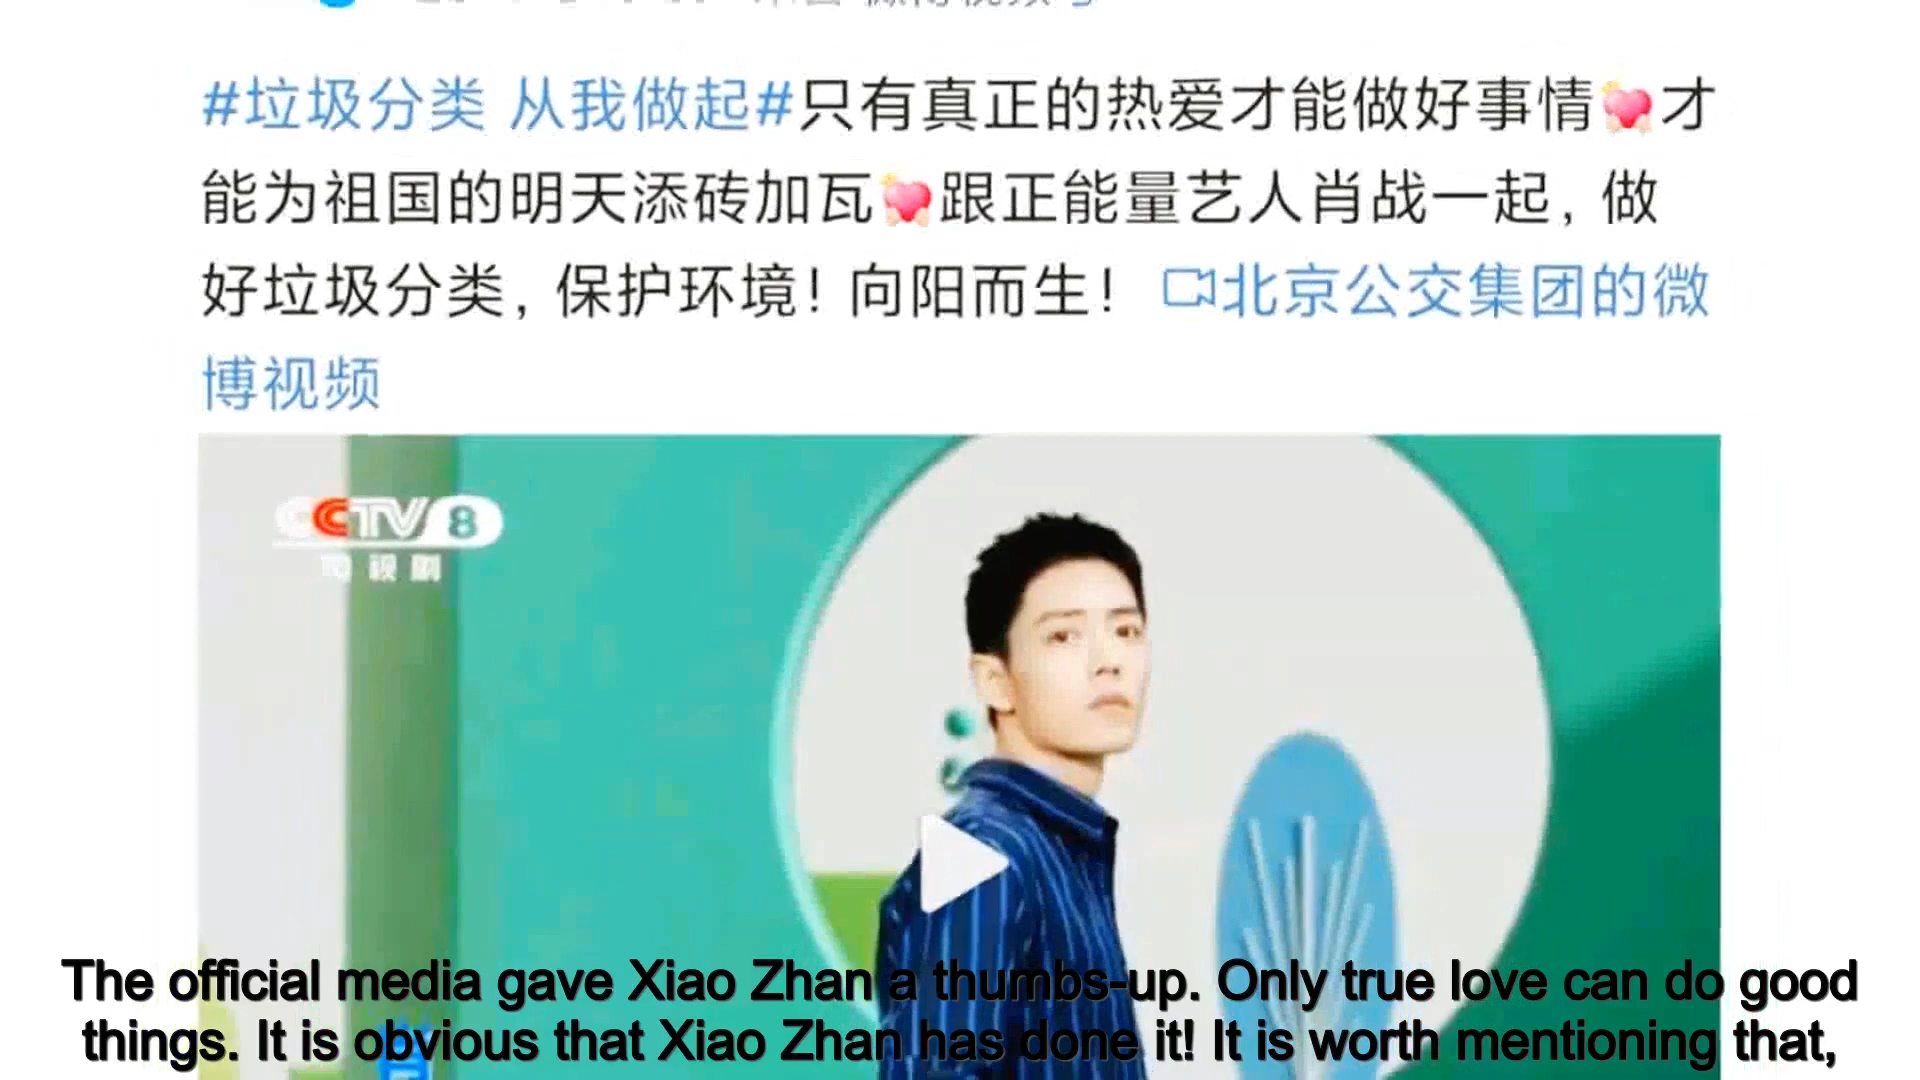 #垃圾分类 从我做起#只有真正的热爱才能做好事情💘才
能为祖国的明天添砖加瓦💘跟正能量艺人肖战一起，做
好垃圾分类，保护环境！向阳而生！ 北京公交集团的微
博视频
CCTV 8
电视剧
The official media gave Xiao Zhan a thumbs-up. Only true love can do good
things. It is obvious that Xiao Zhan has done it! It is worth mentioning that,